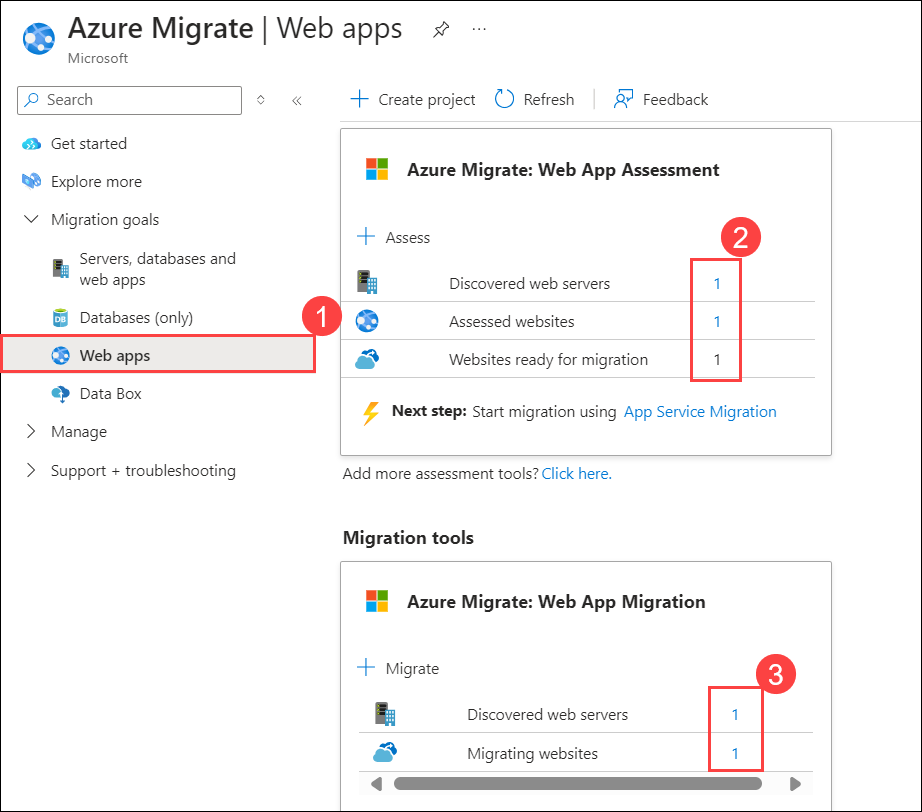 Azure Migrate | Web apps
Microsoft
Search
Create project
Refresh
Feedback
Get started
Explore more
Migration goals
Servers, databases and
web apps
Databases (only)
1
Web apps
Data Box
Manage
Support + troubleshooting
Azure Migrate: Web App Assessment
Assess
2
Discovered web servers 1
Assessed websites 1
Websites ready for migration 1
Next step: Start migration using App Service Migration
Add more assessment tools? Click here.
Migration tools
Azure Migrate: Web App Migration
Migrate
3
Discovered web servers 1
Migrating websites 1